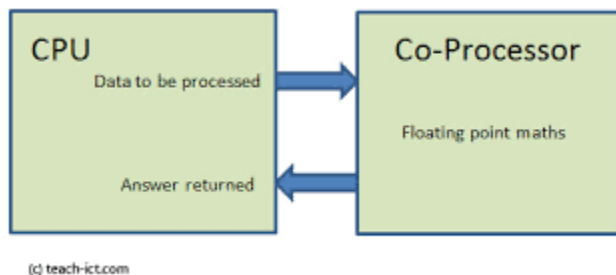 CPU
Co-Processor
Data to be processed
Floating point maths
Answer returned
(c) teach-ict.com